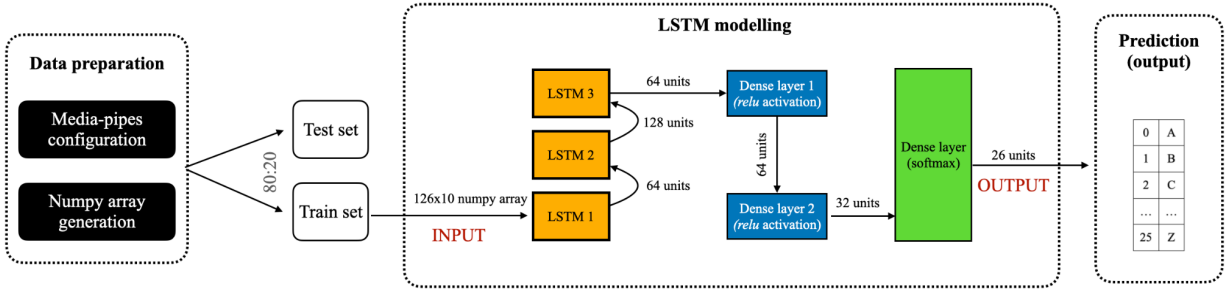 Data preparation
Media-pipes
configuration
Numpy array
generation
80:20
Test set
Train set
LSTM modelling
126x10 numpy array
INPUT
LSTM 1
64 units
LSTM 2
128 units
LSTM 3
64 units
Dense layer 1
(relu activation)
64 units
Dense layer 2
(relu activation)
32 units
Dense layer
(softmax)
26 units
OUTPUT
Prediction
(output)
0 A
1 B
2 C
... ...
25 Z